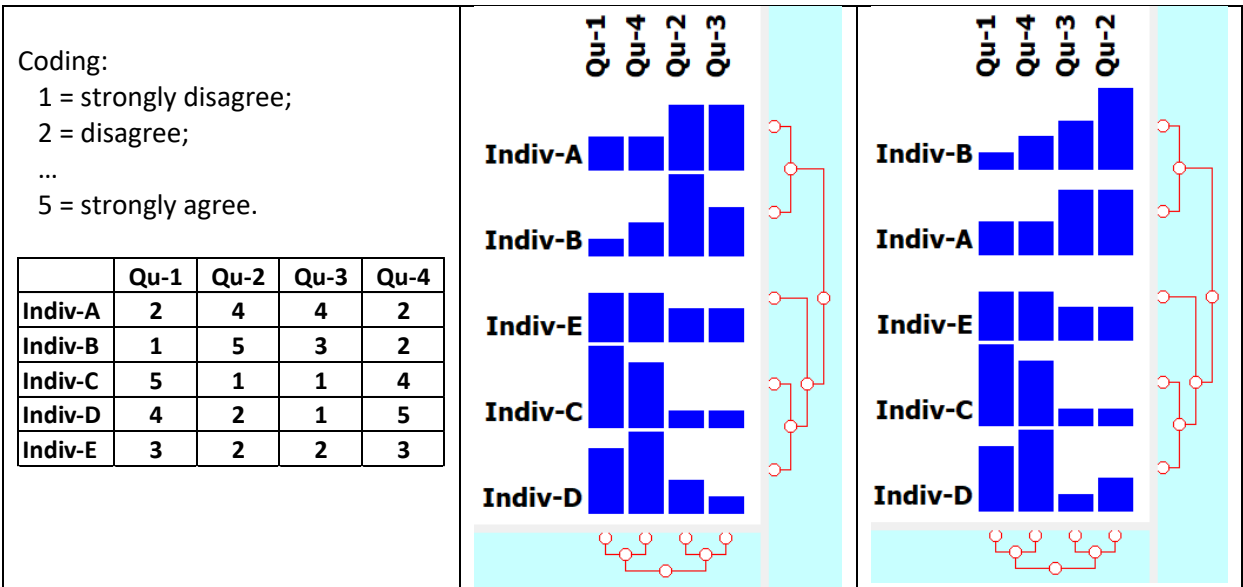 Coding:
1 = strongly disagree;
2 = disagree;
…
5 = strongly agree.
Qu-1 Qu-2 Qu-3 Qu-4
Indiv-A 2 4 4 2
Indiv-B 1 5 3 2
Indiv-C 5 1 1 4
Indiv-D 4 2 1 5
Indiv-E 3 2 2 3
Qu-1 Qu-4 Qu-2 Qu-3
Indiv-A
Indiv-B
Indiv-E
Indiv-C
Indiv-D
Qu-1 Qu-4 Qu-3 Qu-2
Indiv-B
Indiv-A
Indiv-E
Indiv-C
Indiv-D